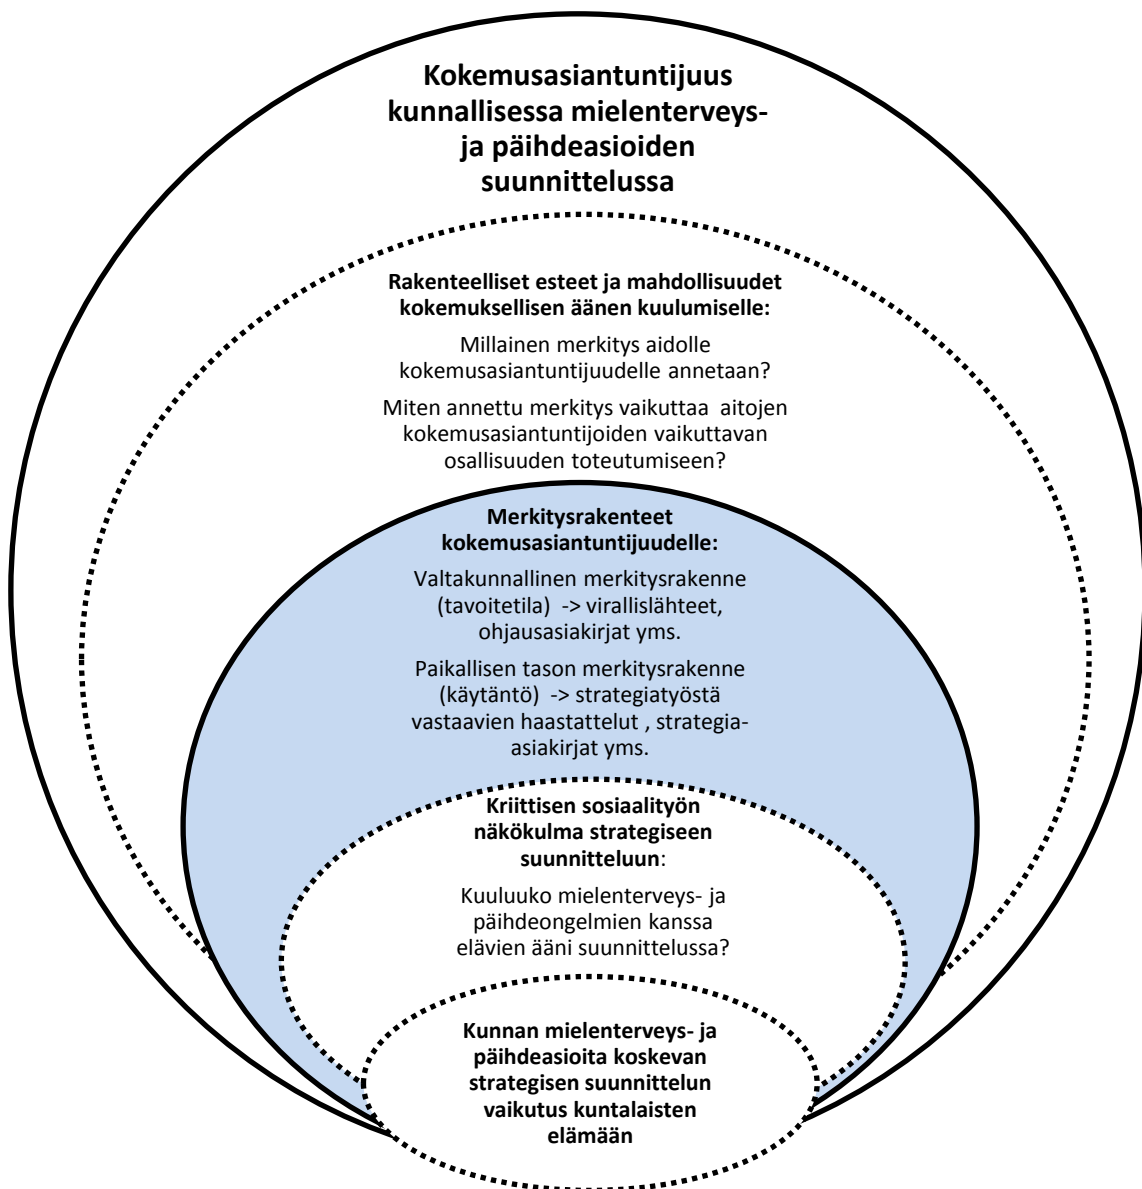 Kokemusasiantuntijuus
kunnallisessa mielenterveys-
ja päihdeasioiden
suunnittelussa
Rakenteelliset esteet ja mahdollisuudet
kokemuksellisen äänen kuulumiselle:
Millainen merkitys aidolle
kokemusasiantuntijuudelle annetaan?
Miten annettu merkitys vaikuttaa aitojen
kokemusasiantuntijoiden vaikuttavan
osallisuuden toteutumiseen?
Merkitysrakenteet
kokemusasiantuntijuudelle:
Valtakunnallinen merkitysrakenne
(tavoitetila) -> virallislähteet,
ohjausasiakirjat yms.
Paikallisen tason merkitysrakenne
(käytäntö) -> strategiatyöstä
vastaavien haastattelut , strategia-
asiakirjat yms.
Kriittisen sosiaalityön
näkökulma strategiseen
suunnitteluun:
Kuuluuko mielenterveys- ja
päihdeongelmien kanssa
elävien ääni suunnittelussa?
Kunnan mielenterveys- ja
päihdeasioita koskevan
strategisen suunnittelun
vaikutus kuntalaisten
elämään